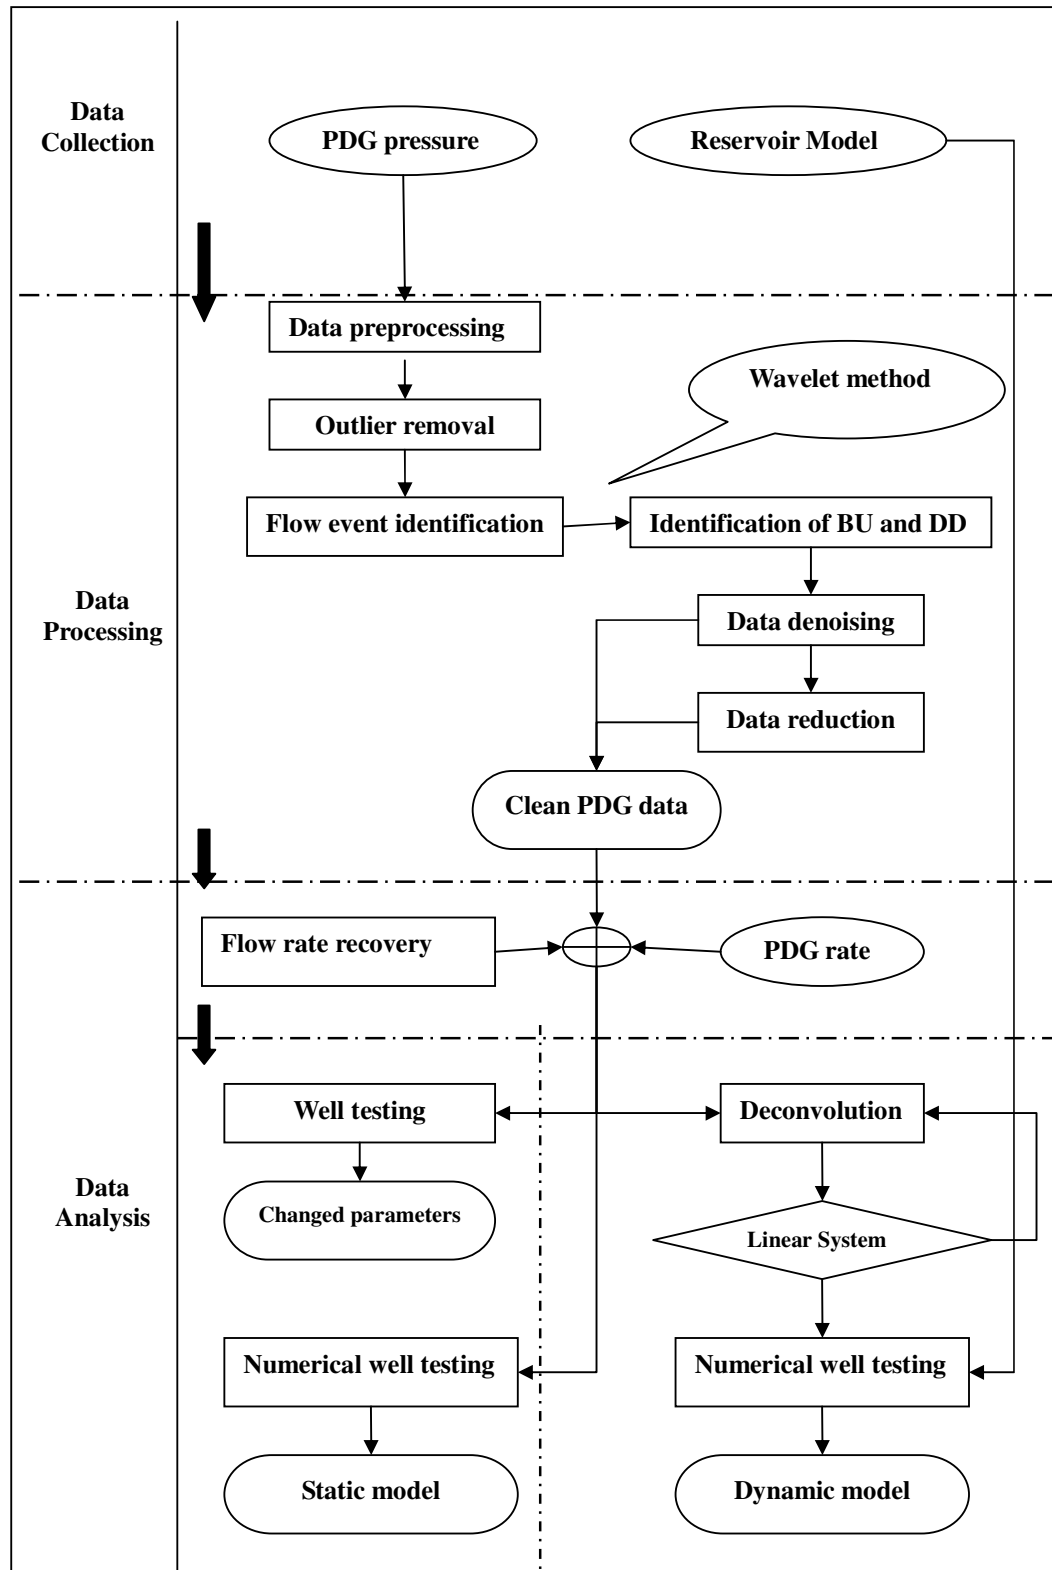 Data
Collection
PDG pressure
Reservoir Model
Data preprocessing
Wavelet method
Outlier removal
Flow event identification
Identification of BU and DD
Data
Processing
Data denoising
Data reduction
Clean PDG data
Flow rate recovery
PDG rate
Well testing
Deconvolution
Data
Analysis
Changed parameters
Linear System
Numerical well testing
Numerical well testing
Static model
Dynamic model